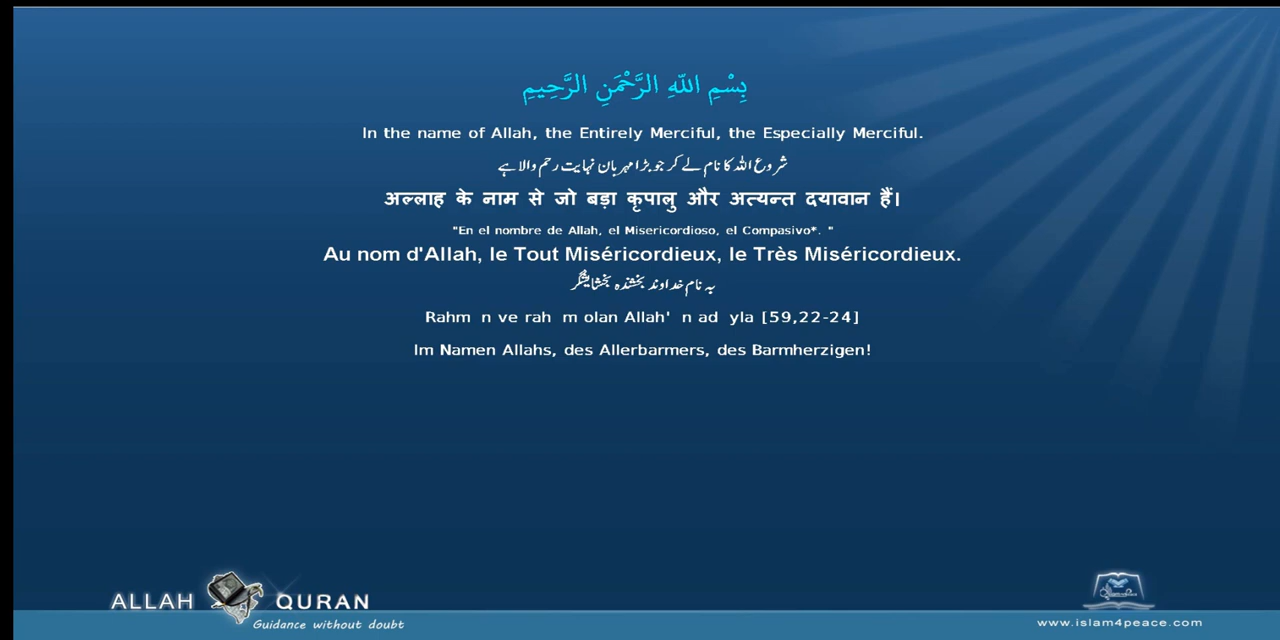 بِسْمِ اللّٰهِ الرَّحْمَنِ الرَّحِيمِ
In the name of Allah, the Entirely Merciful, the Especially Merciful.
شروع اللہ کا نام لے کر جو بڑا مہربان نہایت رحم والا ہے
अल्लाह के नाम से जो बड़ा कृपालु और अत्यन्त दयावान हैं।
"En el nombre de Allah, el Misericordioso, el Compasivo*. "
Au nom d'Allah, le Tout Miséricordieux, le Très Miséricordieux.
به نام خداوند بخشنده بخشایشگر
Rahm n ve rah m olan Allah' n ad yla [59,22-24]
Im Namen Allahs, des Allerbarmers, des Barmherzigen!
ALLAH QURAN
Guidance without doubt
www.islam4peace.com